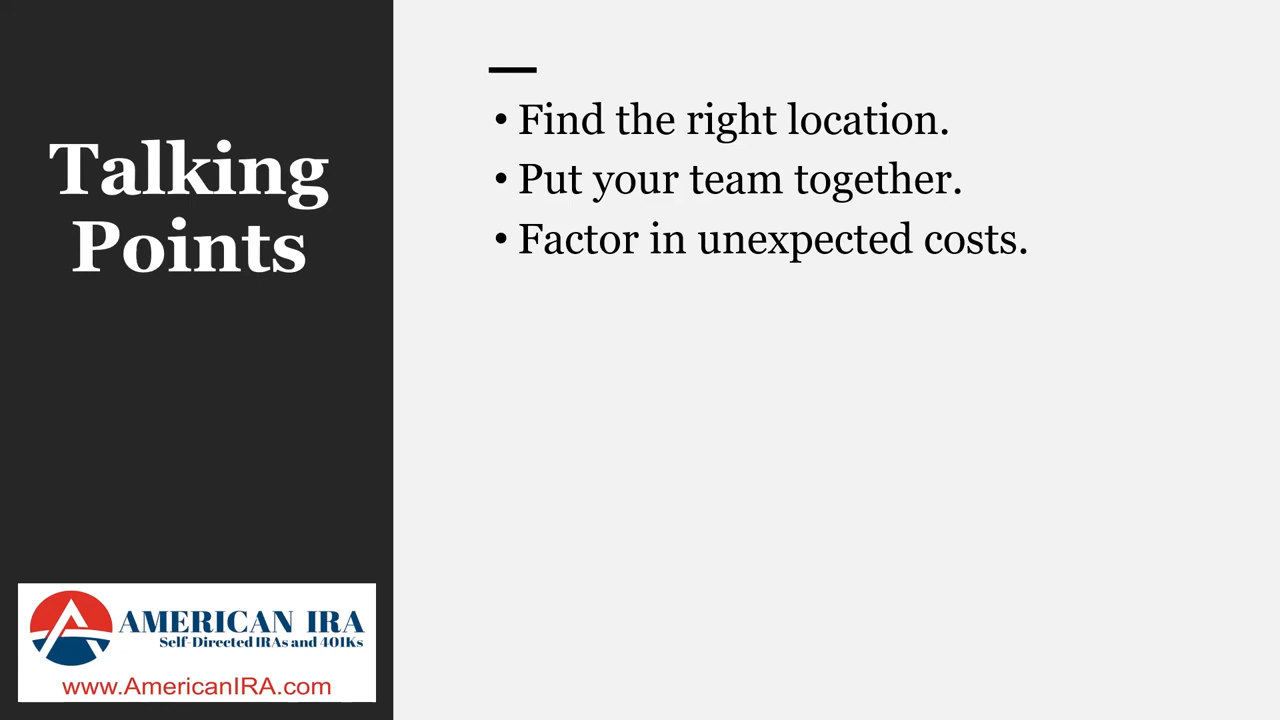 Talking
Points
• Find the right location.
• Put your team together.
• Factor in unexpected costs.
AMERICAN IRA
Self-Directed IRAs and 401Ks
www.AmericanIRA.com